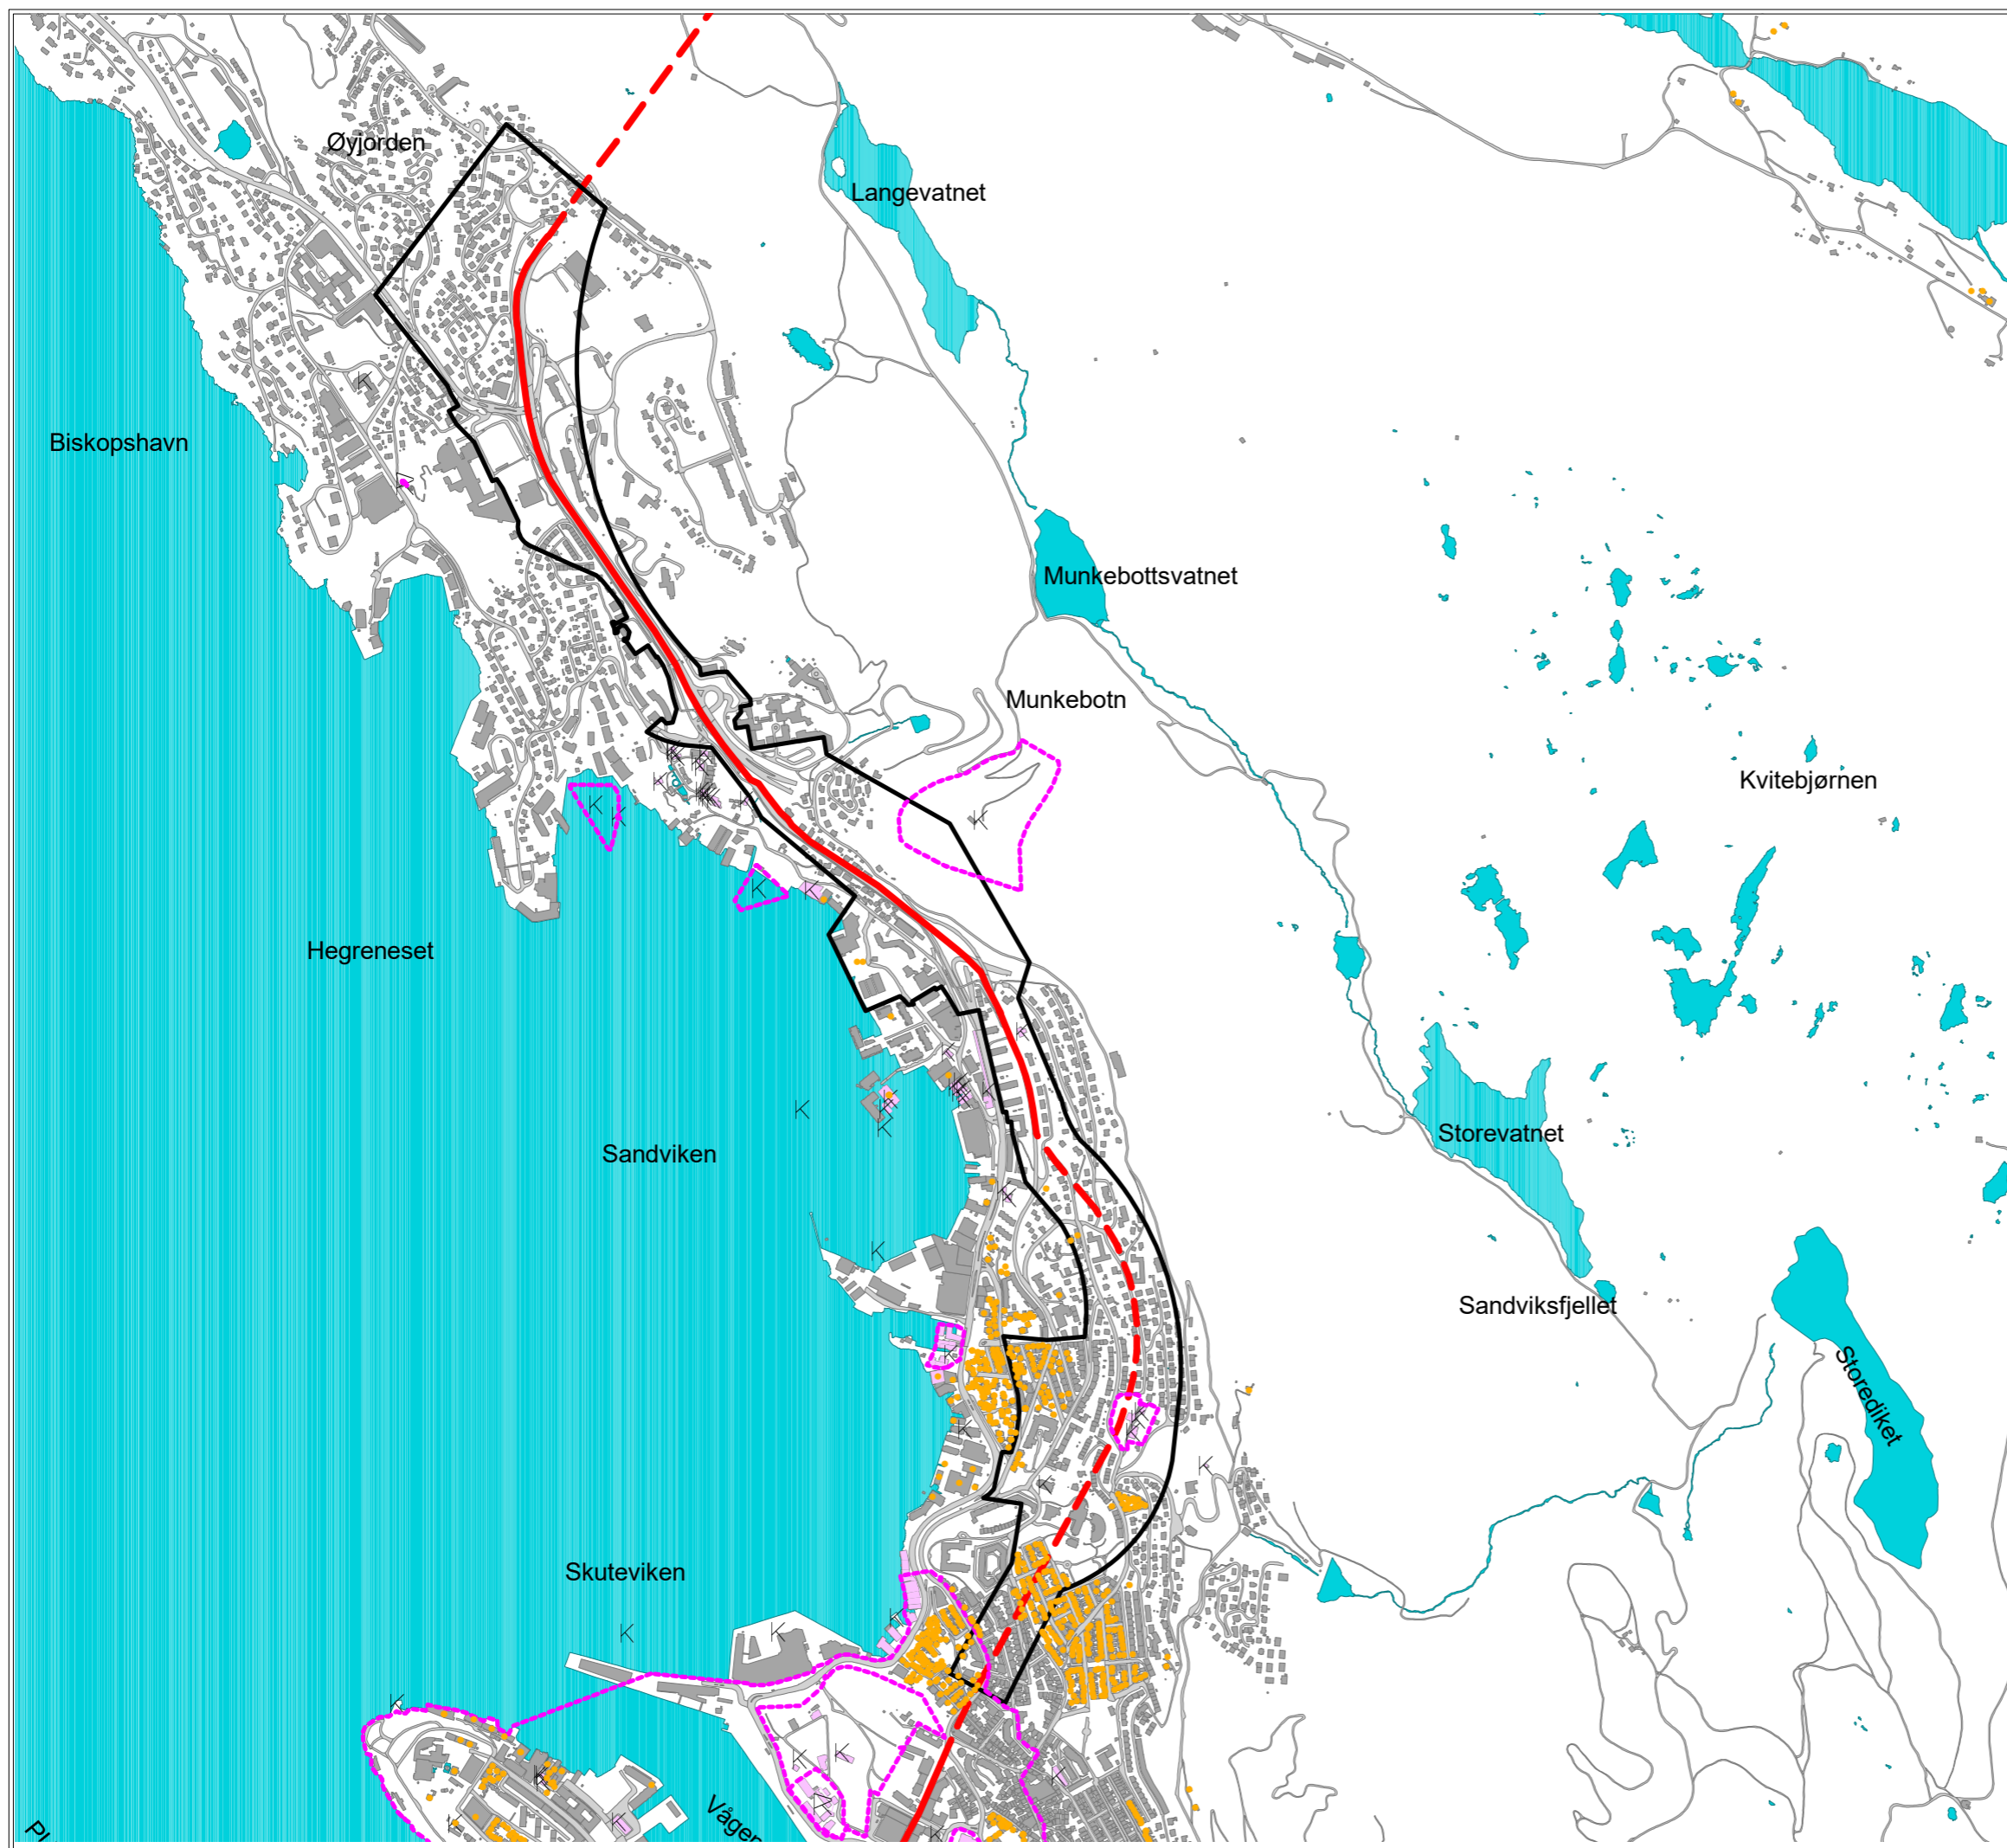 Øyjorden
Langevatnet
Biskopshavn
Munkebottsvatnet
Munkebotn
Kvitebjørnen
Hegreneset
Storevatnet
Sandviken
Sandviksfjellet
Storediket
Skuteviken